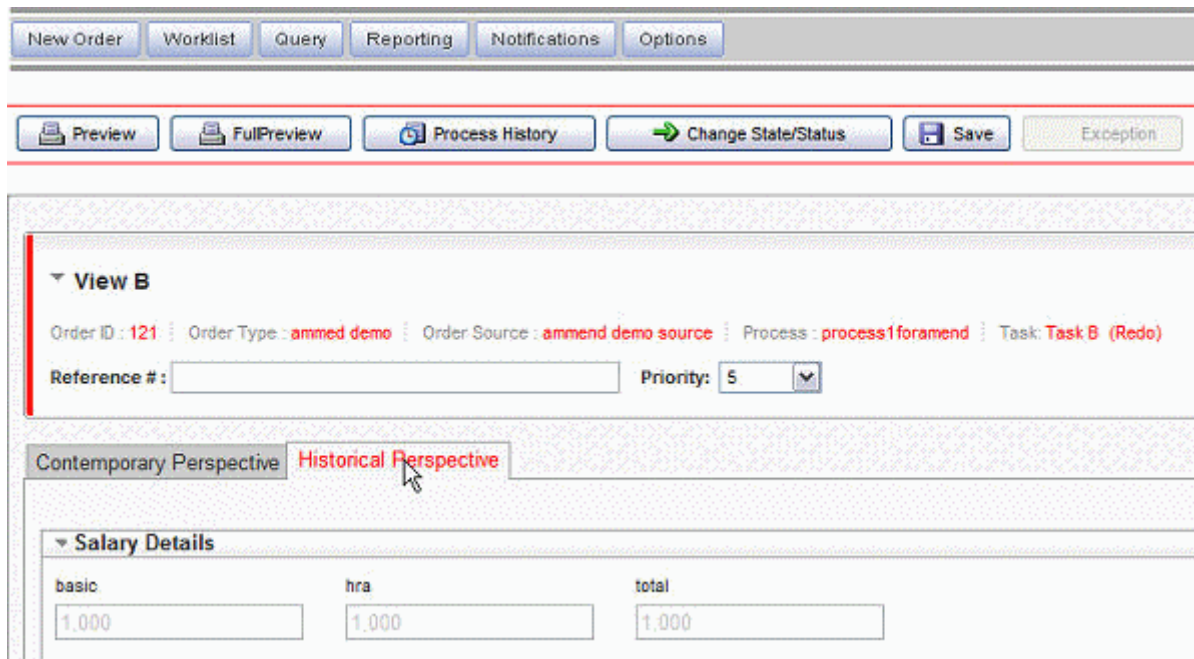 New Order Worklist Query Reporting Notifications Options
Preview FullPreview Process History Change State/Status Save Exception
View B
Order ID : 121 Order Type : ammed demo Order Source : ammend demo source Process : process1foramend Task: Task B (Redo)
Reference # : Priority: 5
Contemporary Perspective Historical Perspective
Salary Details
basic hra total
1,000 1,000 1,000